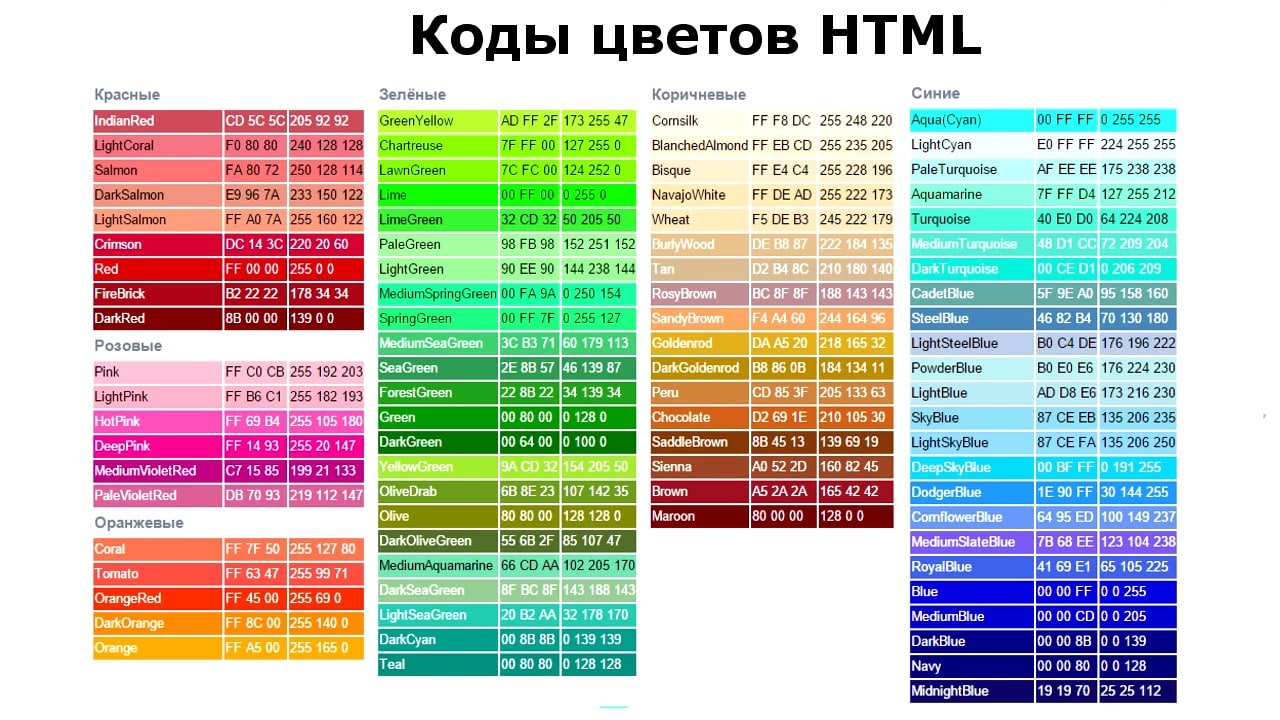 Коды цветов HTML
Красные
IndianRed CD 5C 5C 205 92 92
LightCoral F0 80 80 240 128 128
Salmon FA 80 72 250 128 114
DarkSalmon E9 96 7A 233 150 122
LightSalmon FF A0 7A 255 160 122
Crimson DC 14 3C 220 20 60
Red FF 00 00 255 0 0
FireBrick B2 22 22 178 34 34
DarkRed 8B 00 00 139 0 0
Розовые
Pink FF C0 CB 255 192 203
LightPink FF B6 C1 255 182 193
HotPink FF 69 B4 255 105 180
DeepPink FF 14 93 255 20 147
MediumVioletRed C7 15 85 199 21 133
PaleVioletRed DB 70 93 219 112 147
Оранжевые
Coral FF 7F 50 255 127 80
Tomato FF 63 47 255 99 71
OrangeRed FF 45 00 255 69 0
DarkOrange FF 8C 00 255 140 0
Orange FF A5 00 255 165 0
Зелёные
GreenYellow AD FF 2F 173 255 47
Chartreuse 7F FF 00 127 255 0
LawnGreen 7C FC 00 124 252 0
Lime 00 FF 00 0 255 0
LimeGreen 32 CD 32 50 205 50
PaleGreen 98 FB 98 152 251 152
LightGreen 90 EE 90 144 238 144
MediumSpringGreen 00 FA 9A 0 250 154
SpringGreen 00 FF 7F 0 255 127
MediumSeaGreen 3C B3 71 60 179 113
SeaGreen 2E 8B 57 46 139 87
ForestGreen 22 8B 22 34 139 34
Green 00 80 00 0 128 0
DarkGreen 00 64 00 0 100 0
YellowGreen 9A CD 32 154 205 50
OliveDrab 6B 8E 23 107 142 35
Olive 80 80 00 128 128 0
DarkOliveGreen 55 6B 2F 85 107 47
MediumAquamarine 66 CD AA 102 205 170
DarkSeaGreen 8F BC 8F 143 188 143
LightSeaGreen 20 B2 AA 32 178 170
DarkCyan 00 8B 8B 0 139 139
Teal 00 80 80 0 128 128
Коричневые
Cornsilk FF F8 DC 255 248 220
BlanchedAlmond FF EB CD 255 235 205
Bisque FF E4 C4 255 228 196
NavajoWhite FF DE AD 255 222 173
Wheat F5 DE B3 245 222 179
BurlyWood DE B8 87 222 184 135
Tan D2 B4 8C 210 180 140
RosyBrown BC 8F 8F 188 143 143
SandyBrown F4 A4 60 244 164 96
Goldenrod DA A5 20 218 165 32
DarkGoldenrod B8 86 0B 184 134 11
Peru CD 85 3F 205 133 63
Chocolate D2 69 1E 210 105 30
SaddleBrown 8B 45 13 139 69 19
Sienna A0 52 2D 160 82 45
Brown A5 2A 2A 165 42 42
Maroon 80 00 00 128 0 0
Синие
Aqua(Cyan) 00 FF FF 0 255 255
LightCyan E0 FF FF 224 255 255
PaleTurquoise AF EE EE 175 238 238
Aquamarine 7F FF D4 127 255 212
Turquoise 40 E0 D0 64 224 208
MediumTurquoise 48 D1 CC 72 209 204
DarkTurquoise 00 CE D1 0 206 209
CadetBlue 5F 9E A0 95 158 160
SteelBlue 46 82 B4 70 130 180
LightSteelBlue B0 C4 DE 176 196 222
PowderBlue B0 E0 E6 176 224 230
LightBlue AD D8 E6 173 216 230
SkyBlue 87 CE EB 135 206 235
LightSkyBlue 87 CE FA 135 206 250
DeepSkyBlue 00 BF FF 0 191 255
DodgerBlue 1E 90 FF 30 144 255
CornflowerBlue 64 95 ED 100 149 237
MediumSlateBlue 7B 68 EE 123 104 238
RoyalBlue 41 69 E1 65 105 225
Blue 00 00 FF 0 0 255
MediumBlue 00 00 CD 0 0 205
DarkBlue 00 00 8B 0 0 139
Navy 00 00 80 0 0 128
MidnightBlue 19 19 70 25 25 112